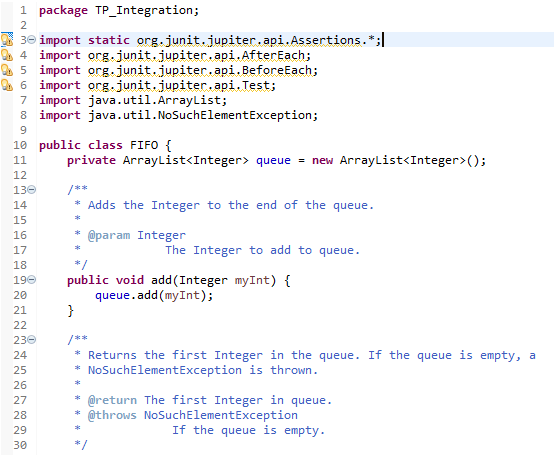 1 package TP_Integration;
2
3 import static org.junit.jupiter.api.Assertions.*;
4 import org.junit.jupiter.api.AfterEach;
5 import org.junit.jupiter.api.BeforeEach;
6 import org.junit.jupiter.api.Test;
7 import java.util.ArrayList;
8 import java.util.NoSuchElementException;
9
10 public class FIFO {
11     private ArrayList<Integer> queue = new ArrayList<Integer>();
12
13     /**
14      * Adds the Integer to the end of the queue.
15      *
16      * @param Integer
17      *            The Integer to add to queue.
18      */
19     public void add(Integer myInt) {
20         queue.add(myInt);
21     }
22
23     /**
24      * Returns the first Integer in the queue. If the queue is empty, a
25      * NoSuchElementException is thrown.
26      *
27      * @return The first Integer in queue.
28      * @throws NoSuchElementException
29      *             If the queue is empty.
30      */